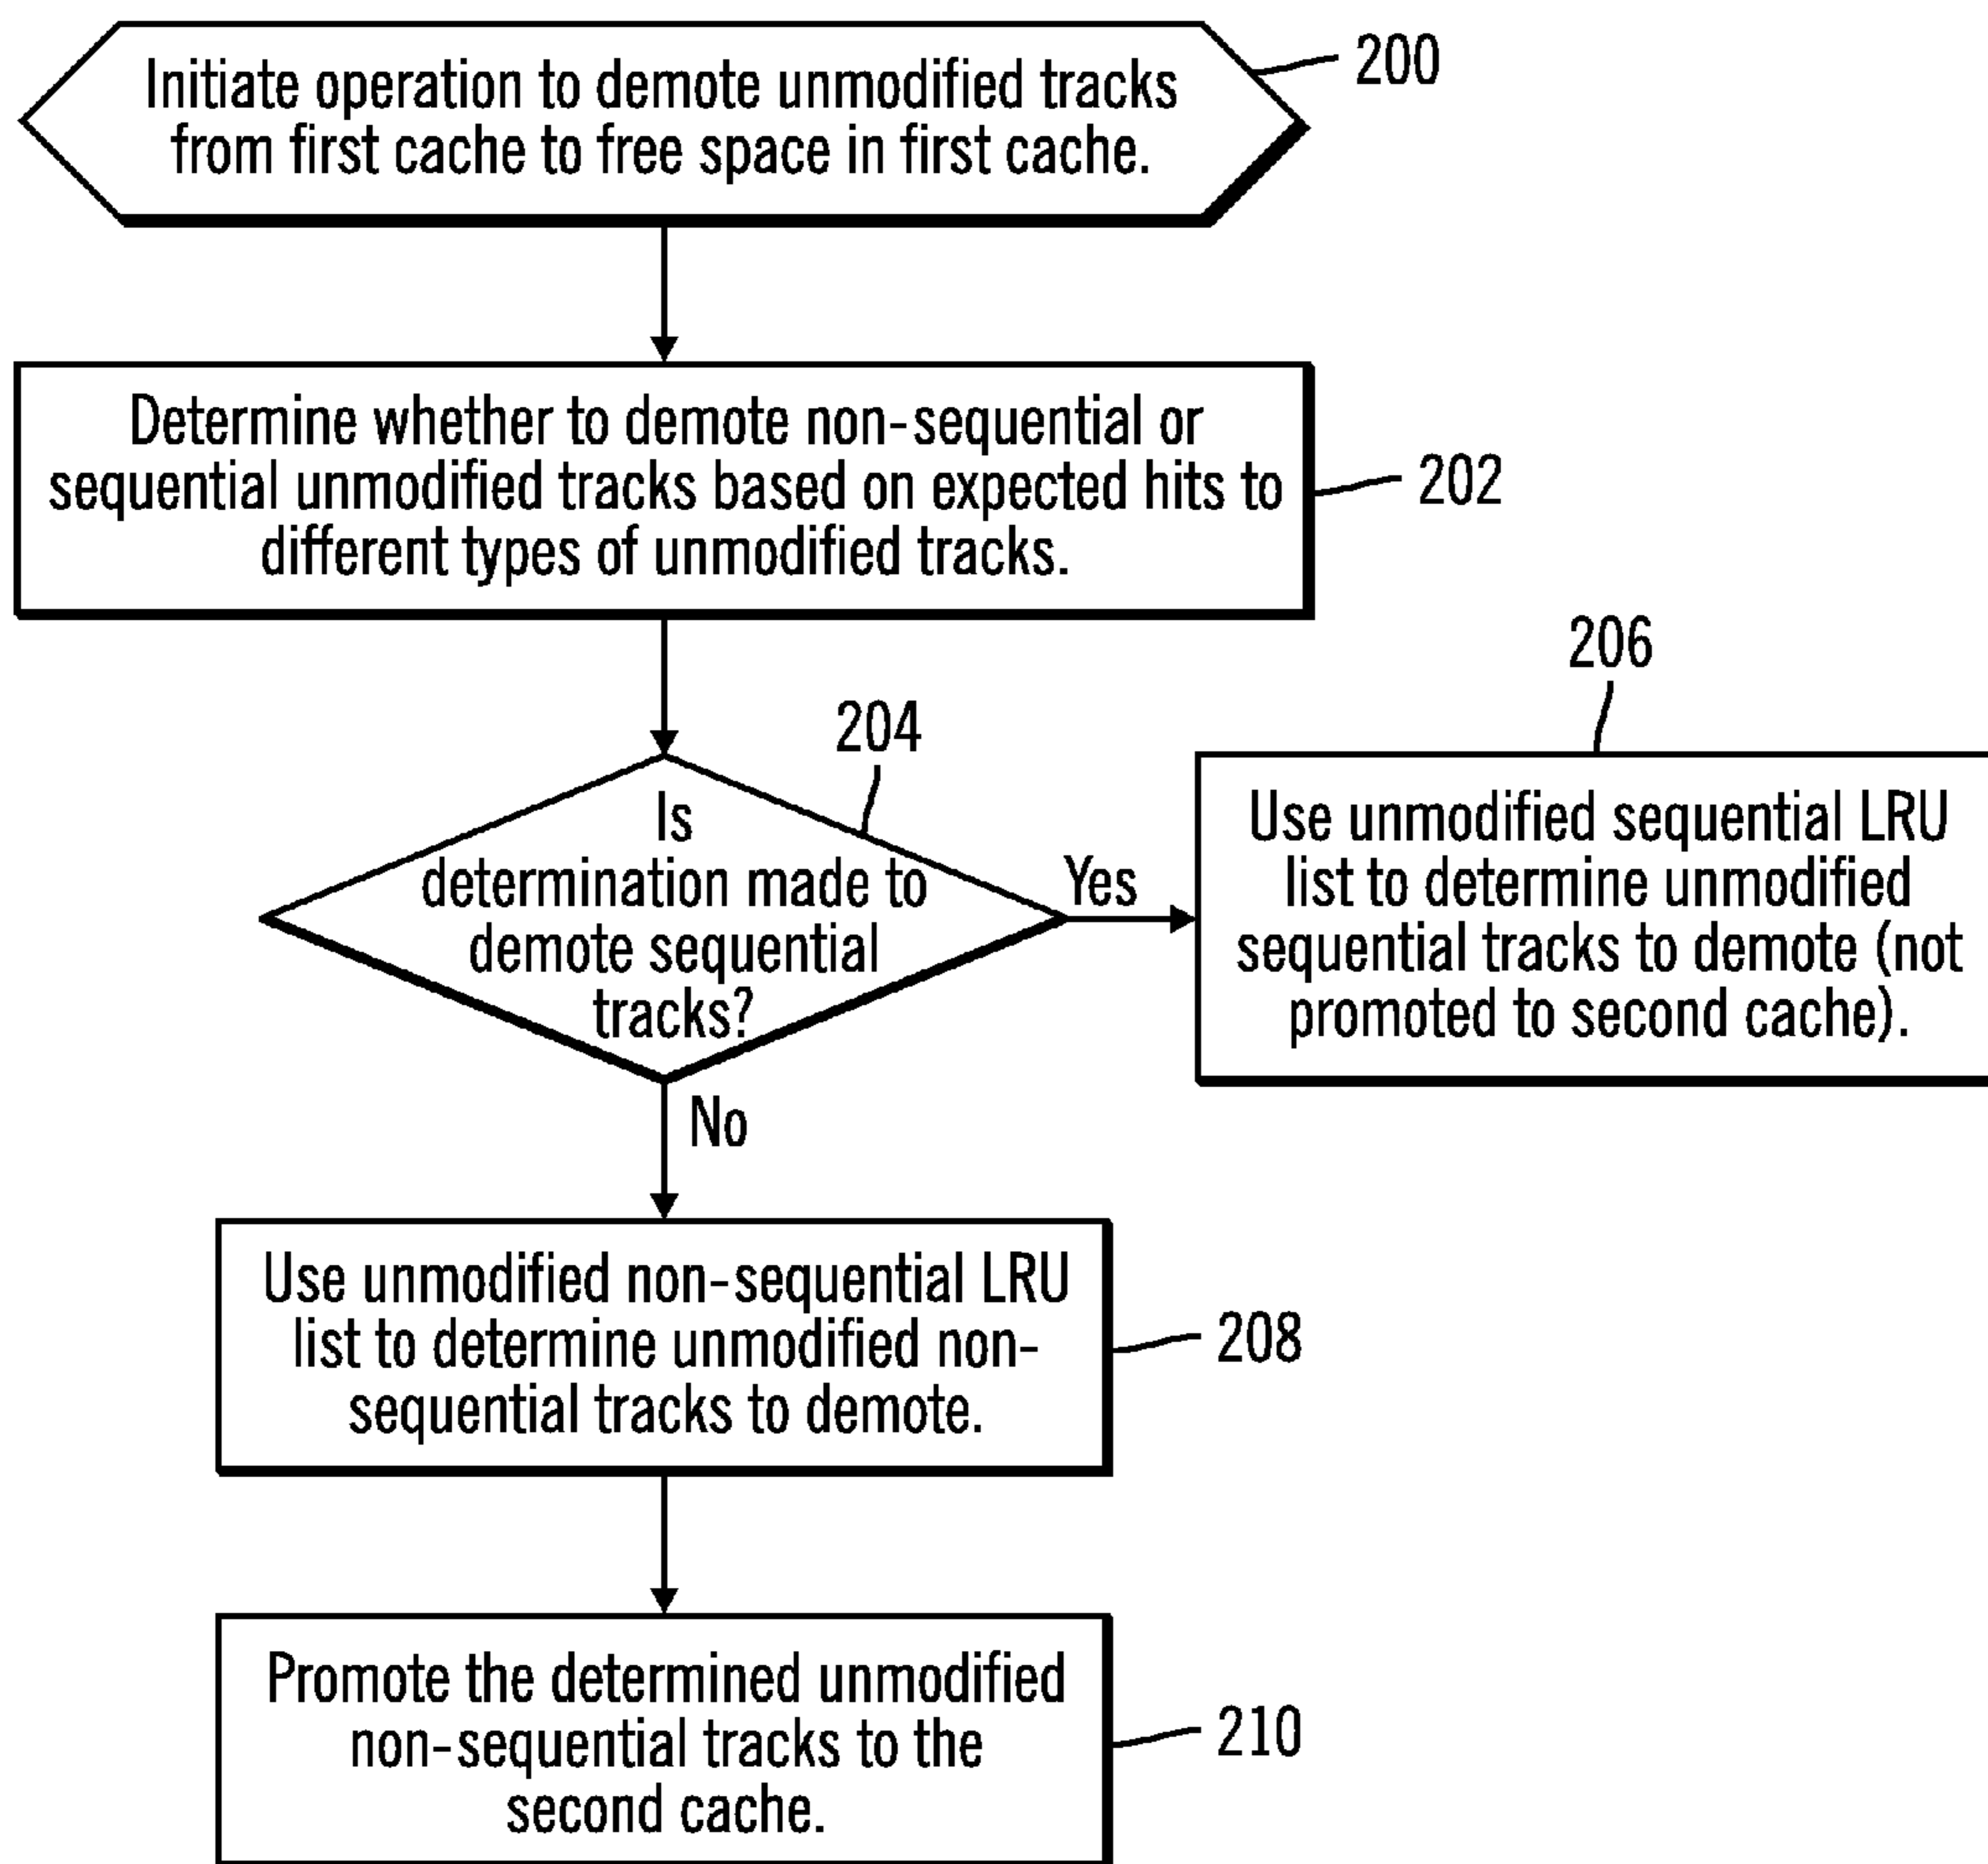 Initiate operation to demote unmodified tracks
from first cache to free space in first cache.
200
Determine whether to demote non-sequential or
sequential unmodified tracks based on expected hits to
different types of unmodified tracks.
202
204
Is
determination made to
demote sequential
tracks?
Yes
206
Use unmodified sequential LRU
list to determine unmodified
sequential tracks to demote (not
promoted to second cache).
No
Use unmodified non-sequential LRU
list to determine unmodified non-
sequential tracks to demote.
208
Promote the determined unmodified
non-sequential tracks to the
second cache.
210